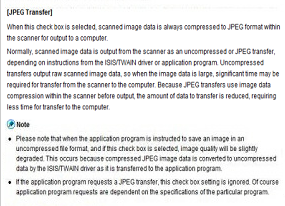 [JPEG Transfer]
When this check box is selected, scanned image data is always compressed to JPEG format within
the scanner for output to a computer.
Normally, scanned image data is output from the scanner as an uncompressed or JPEG transfer,
depending on instructions from the ISIS/TWAIN driver or application program. Uncompressed
transfers output raw scanned image data, so when the image data is large, significant time may be
required for transfer from the scanner to the computer. Because JPEG transfers use image data
compression within the scanner before output, the amount of data to transfer is reduced, requiring
less time for transfer to the computer.
Note
• Please note that when the application program is instructed to save an image in an
uncompressed file format, and if this check box is selected, image quality will be slightly
degraded. This occurs because compressed JPEG image data is converted to uncompressed
data by the ISIS/TWAIN driver as it is transferred to the application program.
• If the application program requests a JPEG transfer, this check box setting is ignored. Of course
application program requests are dependent on the specifications of the particular program.